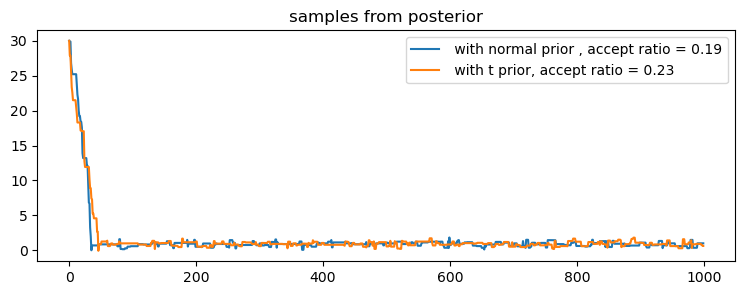 samples from posterior
with normal prior , accept ratio = 0.19
with t prior, accept ratio = 0.23
30
25
20
15
10
5
0
0 200 400 600 800 1000